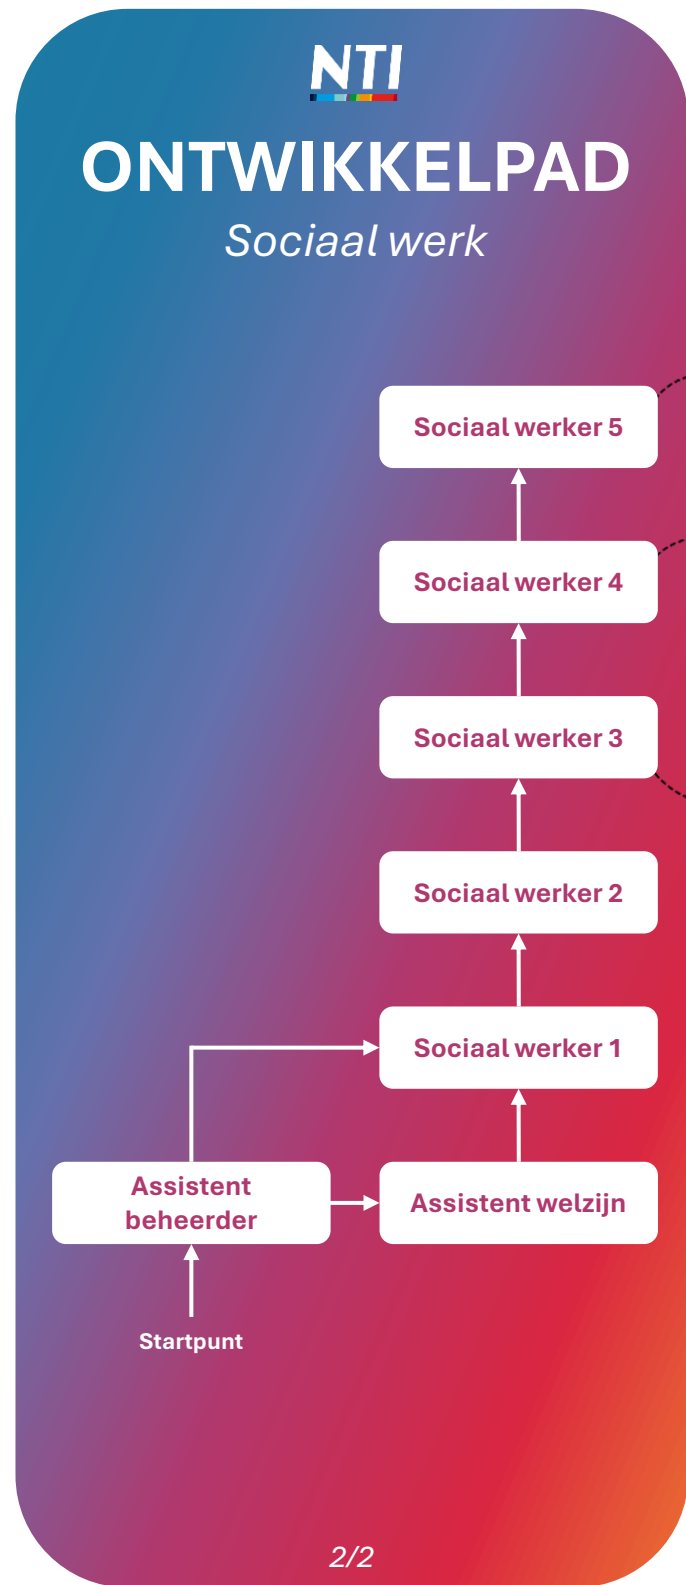 NTI
ONTWIKKELPAD
Sociaal werk
Sociaal werker 5
Sociaal werker 4
Sociaal werker 3
Sociaal werker 2
Sociaal werker 1
Assistent
beheerder
Assistent welzijn
Startpunt
2/2